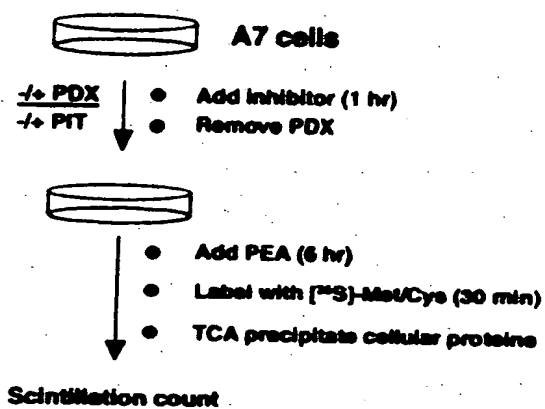 A7 cells
-/+ PDX
-/+ PIT
● Add inhibitor (1 hr)
● Remove PDX
● Add PEA (6 hr)
● Label with [³⁵S]-Met/Cys (30 min)
● TCA precipitate cellular proteins
Scintillation count